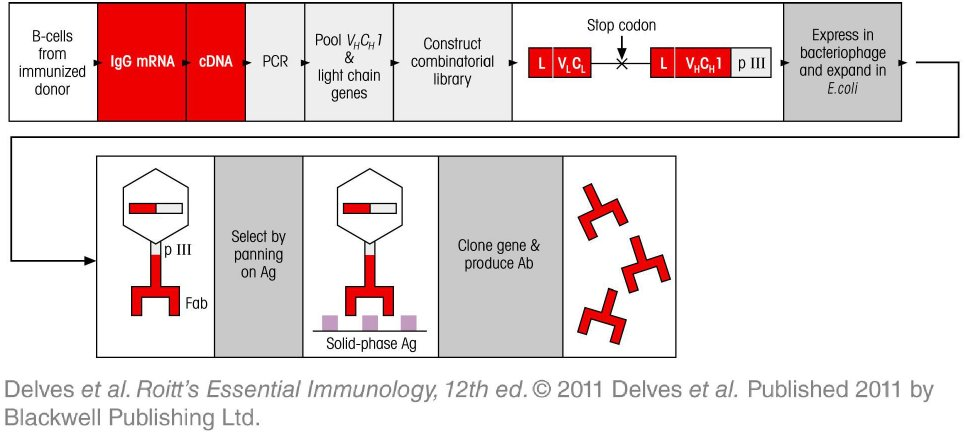 B-cells
from
immunized
donor
IgG mRNA
cDNA
PCR
Pool VHCH1
&
light chain
genes
Construct
combinatorial
library
Stop codon
L
VLCL
L
VHCH1
p III
Express in
bacteriophage
and expand in
E.coli
p III
Fab
Select by
panning
on Ag
Solid-phase Ag
Clone gene &
produce Ab
Delves et al. Roitt’s Essential Immunology, 12th ed. © 2011 Delves et al. Published 2011 by
Blackwell Publishing Ltd.